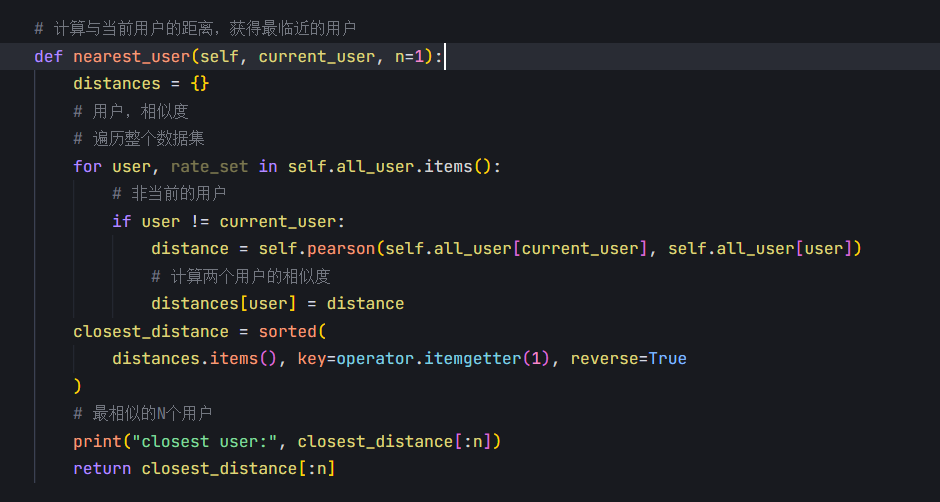 # 计算与当前用户的距离，获得最临近的用户
def nearest_user(self, current_user, n=1):
    distances = {}
    # 用户，相似度
    # 遍历整个数据集
    for user, rate_set in self.all_user.items():
        # 非当前的用户
        if user != current_user:
            distance = self.pearson(self.all_user[current_user], self.all_user[user])
            # 计算两个用户的相似度
            distances[user] = distance
    closest_distance = sorted(
        distances.items(), key=operator.itemgetter(1), reverse=True
    )
    # 最相似的N个用户
    print("closest user:", closest_distance[:n])
    return closest_distance[:n]